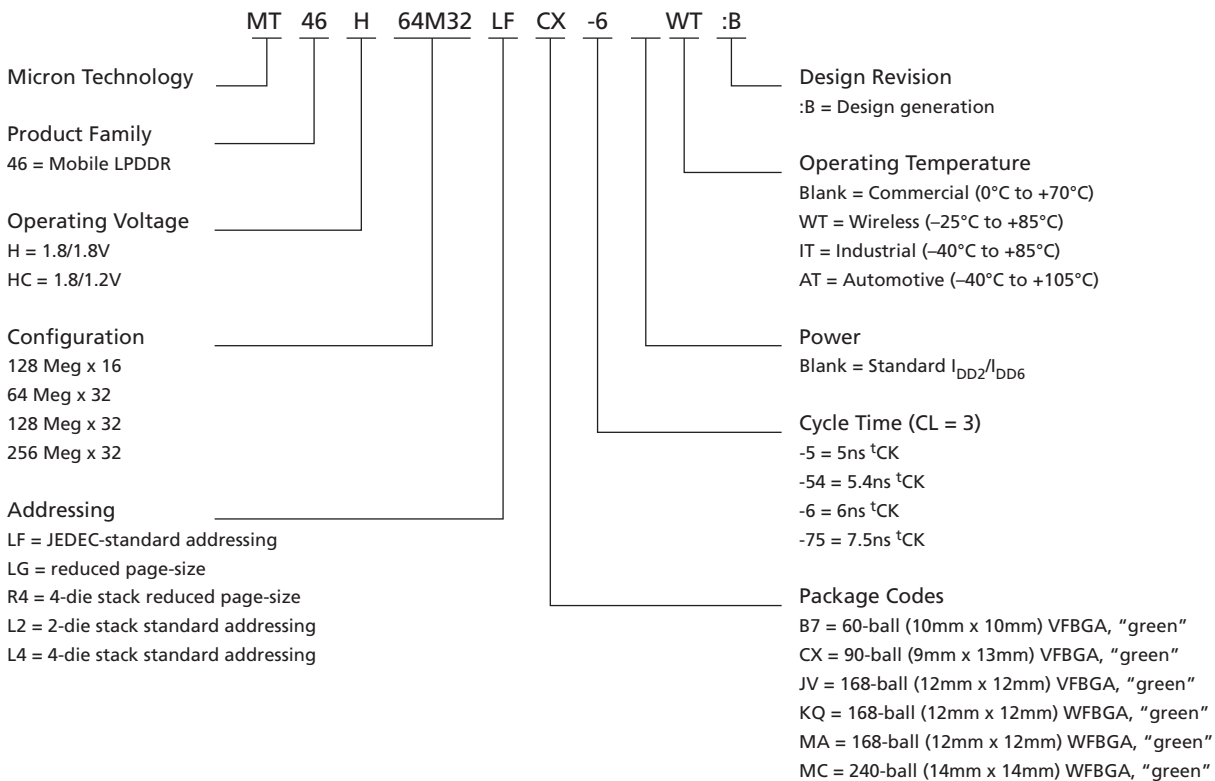 MT 46 H 64M32 LF CX -6 WT :B
Micron Technology
Product Family
46 = Mobile LPDDR
Operating Voltage
H = 1.8/1.8V
HC = 1.8/1.2V
Configuration
128 Meg x 16
64 Meg x 32
128 Meg x 32
256 Meg x 32
Addressing
LF = JEDEC-standard addressing
LG = reduced page-size
R4 = 4-die stack reduced page-size
L2 = 2-die stack standard addressing
L4 = 4-die stack standard addressing
Design Revision
:B = Design generation
Operating Temperature
Blank = Commercial (0°C to +70°C)
WT = Wireless (–25°C to +85°C)
IT = Industrial (–40°C to +85°C)
AT = Automotive (–40°C to +105°C)
Power
Blank = Standard IDD2/IDD6
Cycle Time (CL = 3)
-5 = 5ns tCK
-54 = 5.4ns tCK
-6 = 6ns tCK
-75 = 7.5ns tCK
Package Codes
B7 = 60-ball (10mm x 10mm) VFBGA, “green”
CX = 90-ball (9mm x 13mm) VFBGA, “green”
JV = 168-ball (12mm x 12mm) VFBGA, “green”
KQ = 168-ball (12mm x 12mm) WFBGA, “green”
MA = 168-ball (12mm x 12mm) WFBGA, “green”
MC = 240-ball (14mm x 14mm) WFBGA, “green”